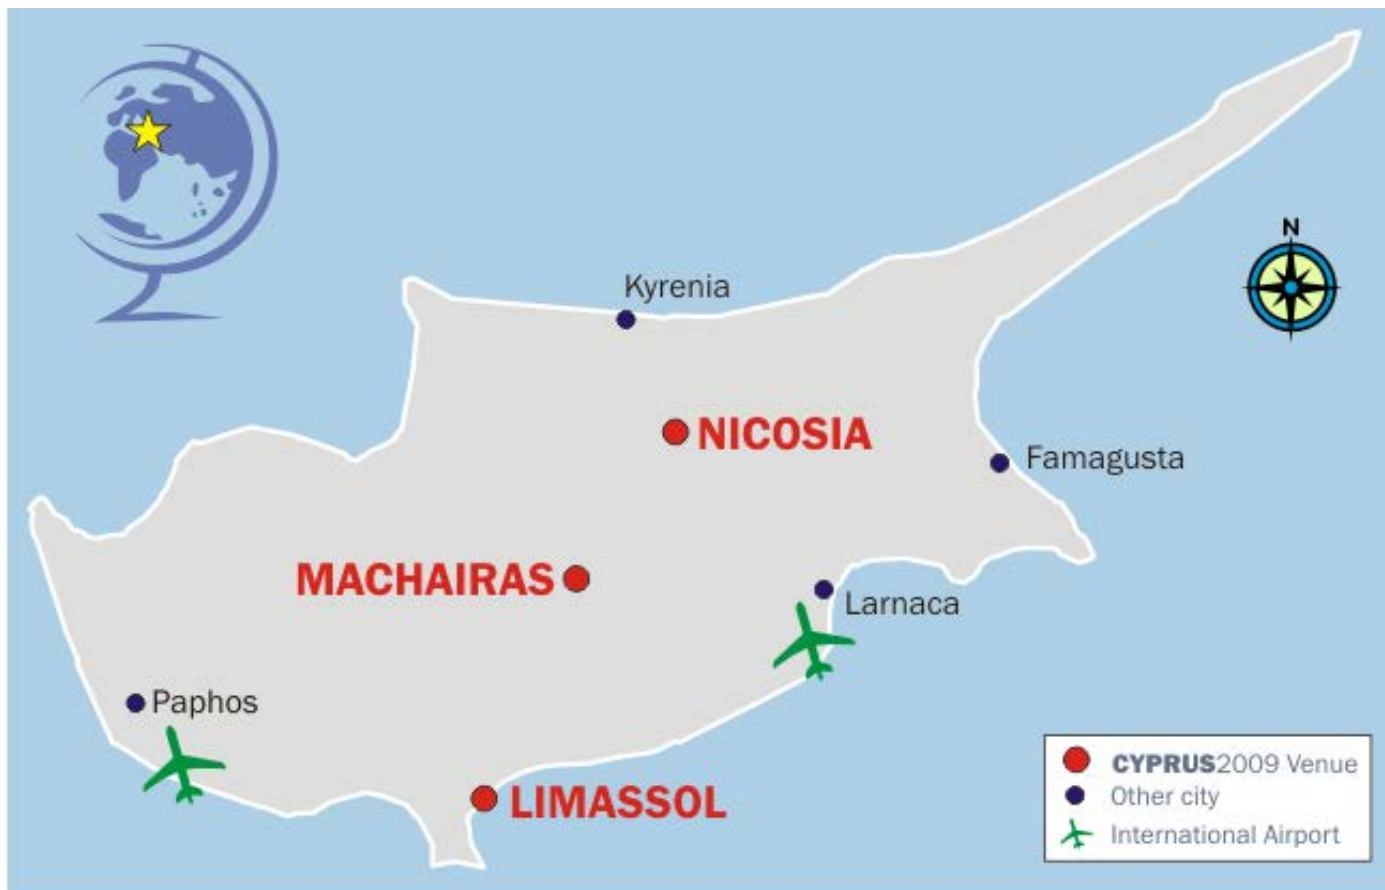 N
Kyrenia
NICOSIA
Famagusta
MACHAIRAS
Larnaca
Paphos
LIMASSOL
CYPRUS2009 Venue
Other city
International Airport